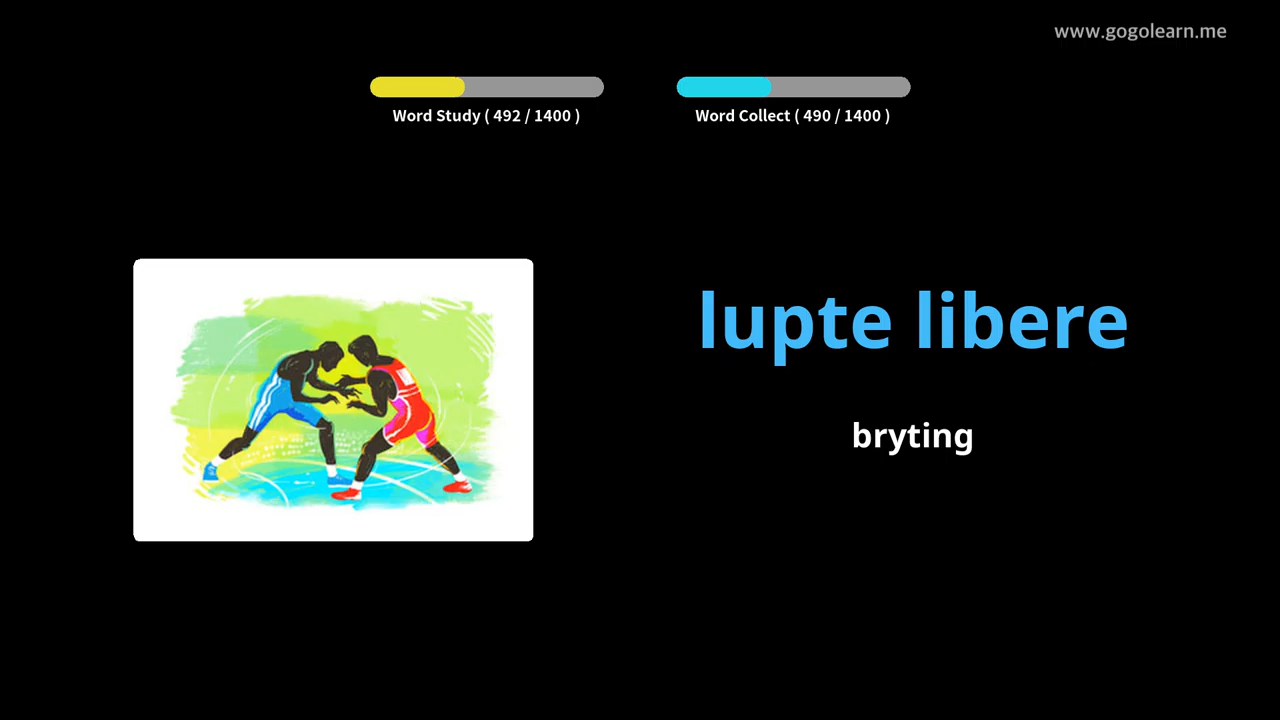 www.gogolearn.me
Word Study ( 492 / 1400 )
Word Collect ( 490 / 1400 )
lupte libere
bryting